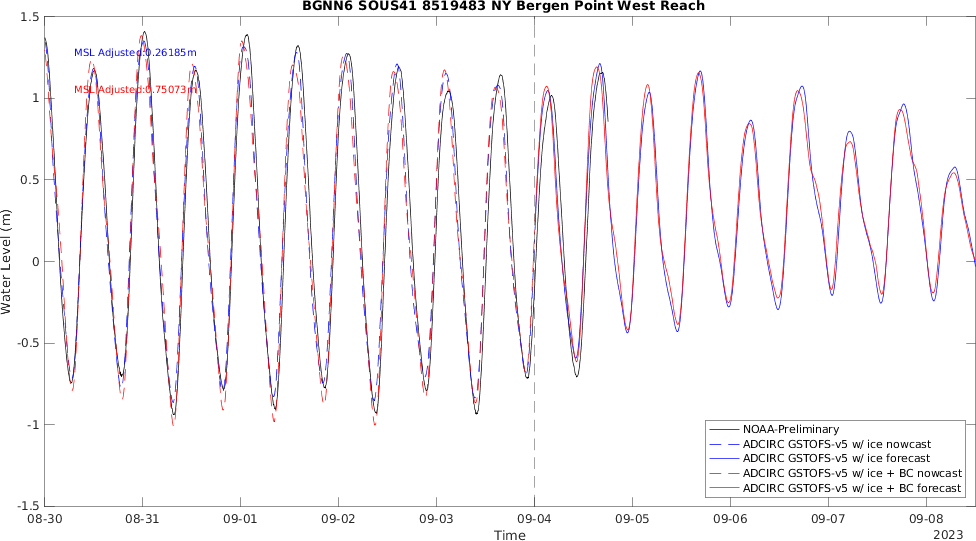 BGNN6 SOUS41 8519483 NY Bergen Point West Reach
1.5
MSL Adjusted:0.26185m
MSL Adjusted:0.75073m
1
0.5
0
-0.5
-1
-1.5
Water Level (m)
NOAA-Preliminary
ADCIRC GSTOFS-v5 w/ ice nowcast
ADCIRC GSTOFS-v5 w/ ice forecast
ADCIRC GSTOFS-v5 w/ ice + BC nowcast
ADCIRC GSTOFS-v5 w/ ice + BC forecast
08-30 08-31 09-01 09-02 09-03 09-04 09-05 09-06 09-07 09-08
Time
2023